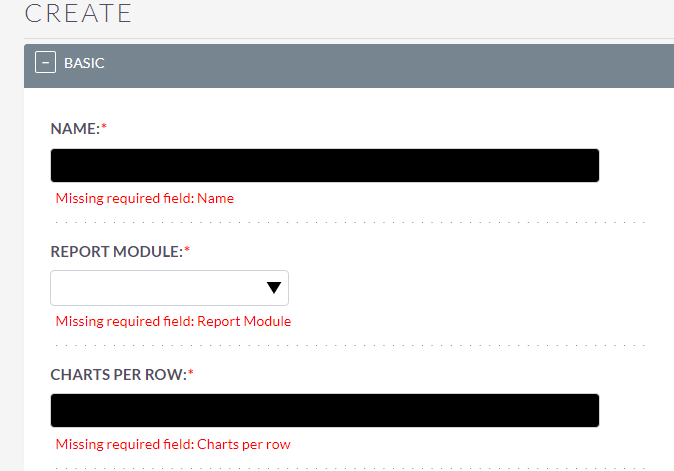 CREATE
− BASIC
NAME:*
Missing required field: Name
REPORT MODULE:*
Missing required field: Report Module
CHARTS PER ROW:*
Missing required field: Charts per row